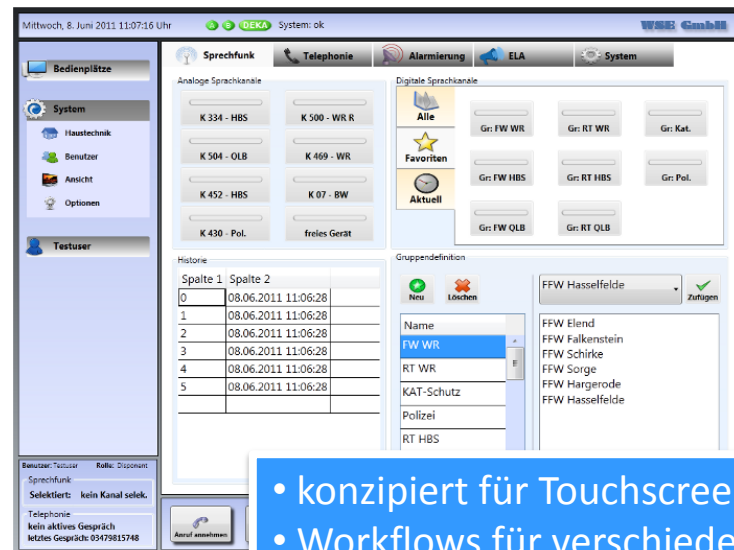 Mittwoch, 8. Juni 2011 11:07:16 Uhr
A B DEKA System: ok
WSE GmbH
Bedienplätze
System
Haustechnik
Benutzer
Ansicht
Optionen
Testuser
Sprechfunk
Telephonie
Alarmierung
ELA
System
Analoge Sprachkanäle
K 334 - HBS
K 500 - WR R
K 504 - QLB
K 469 - WR
K 452 - HBS
K 07 - BW
K 430 - Pol.
freies Gerät
Digitale Sprachkanäle
Alle
Favoriten
Aktuell
Gr: FW WR
Gr: RT WR
Gr: Kat.
Gr: FW HBS
Gr: RT HBS
Gr: Pol.
Gr: FW QLB
Gr: RT QLB
Historie
Spalte 1 Spalte 2
0 08.06.2011 11:06:28
1 08.06.2011 11:06:28
2 08.06.2011 11:06:28
3 08.06.2011 11:06:28
4 08.06.2011 11:06:28
5 08.06.2011 11:06:28
Gruppendefinition
Neu
Löschen
FFW Hasselfelde
Zufügen
Name
FW WR
RT WR
KAT-Schutz
Polizei
RT HBS
FFW Elend
FFW Falkenstein
FFW Schirke
FFW Sorge
FFW Hargerode
FFW Hasselfelde
Benutzer: Testuser Rolle: Disponent
Sprechfunk
Selektiert: kein Kanal selek.
Telephonie
kein aktives Gespräch
letztes Gespräch: 03479815748
Anruf annehmen
• konzipiert für Touchscree
• Workflows für verschiede